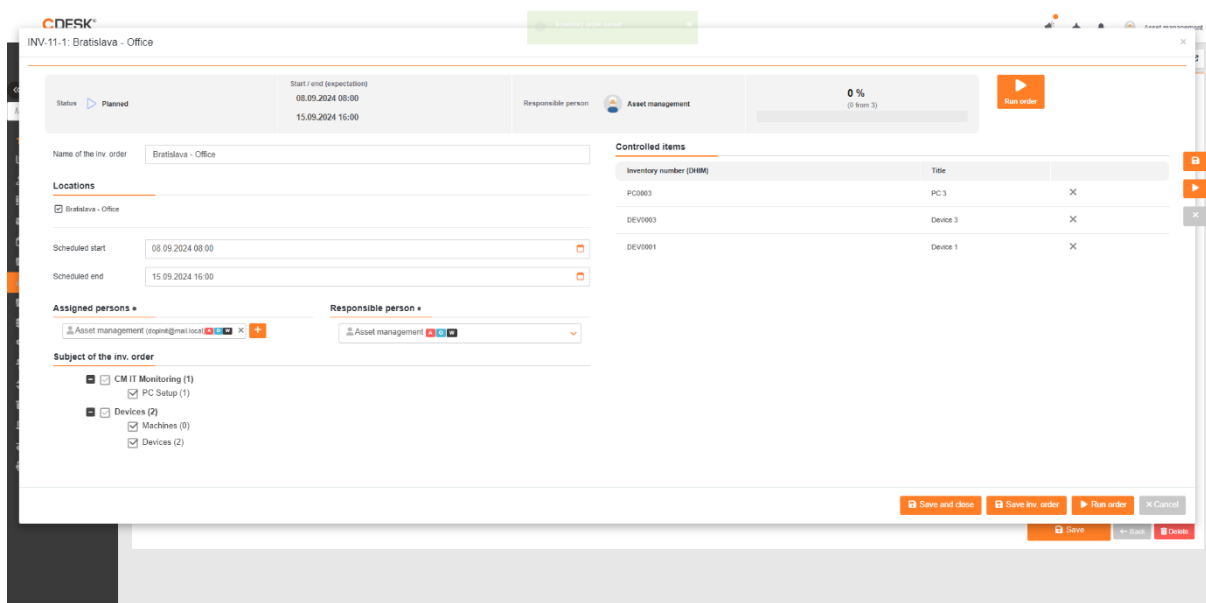 CDESK
Asset management
INV-11-1: Bratislava - Office
Status Planned
Start / end (expectation)
08.09.2024 08:00
15.09.2024 16:00
Responsible person Asset management
0 %
(0 from 3)
Run order
Name of the inv. order Bratislava - Office
Locations
Bratislava - Office
Scheduled start 08.09.2024 08:00
Scheduled end 15.09.2024 16:00
Assigned persons •
Asset management (dopinit@mail.local) A O W
Responsible person •
Asset management A O W
Subject of the inv. order
CM IT Monitoring (1)
PC Setup (1)
Devices (2)
Machines (0)
Devices (2)
Controlled items
Inventory number (DHIM) Title
PC0003 PC 3
DEV0003 Device 3
DEV0001 Device 1
Save and close Save inv. order Run order Cancel
Save Back Delete